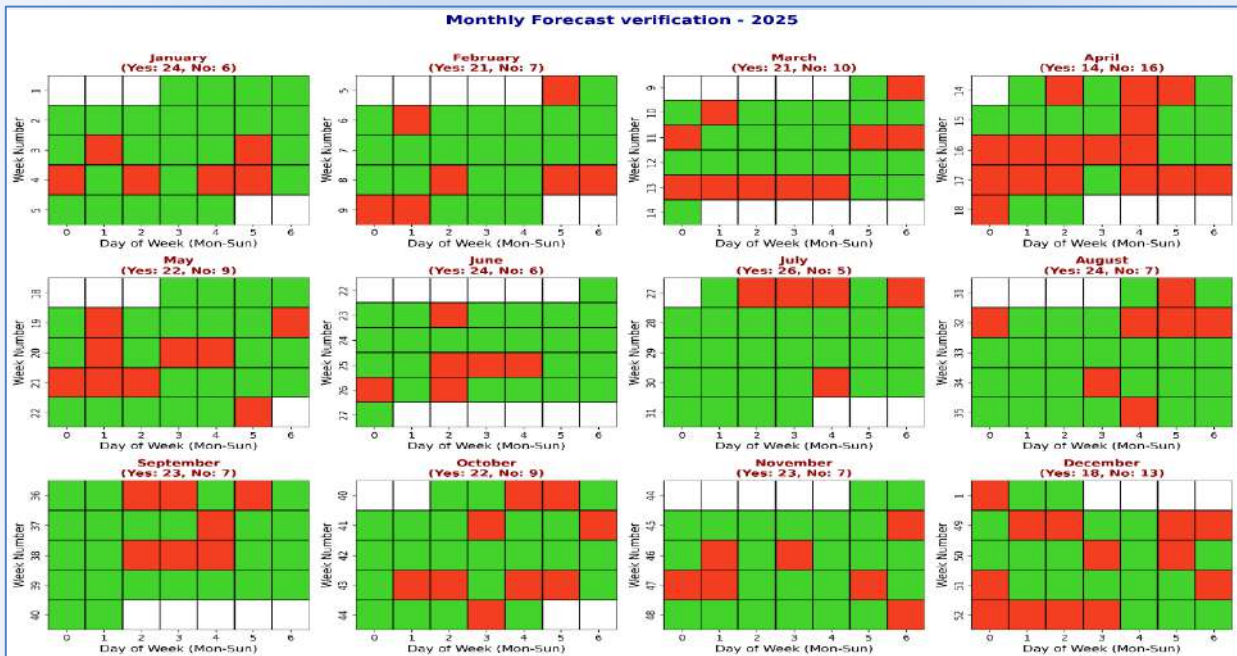 Monthly Forecast verification - 2025
January
(Yes: 24, No: 6)
Week Number
1
2
3
4
5
0 1 2 3 4 5 6
Day of Week (Mon-Sun)
February
(Yes: 21, No: 7)
Week Number
5
6
7
8
9
0 1 2 3 4 5 6
Day of Week (Mon-Sun)
March
(Yes: 21, No: 10)
Week Number
9
10
11
12
13
14
0 1 2 3 4 5 6
Day of Week (Mon-Sun)
April
(Yes: 14, No: 16)
Week Number
14
15
16
17
18
0 1 2 3 4 5 6
Day of Week (Mon-Sun)
May
(Yes: 22, No: 9)
Week Number
18
19
20
21
22
0 1 2 3 4 5 6
Day of Week (Mon-Sun)
June
(Yes: 24, No: 6)
Week Number
22
23
24
25
26
27
0 1 2 3 4 5 6
Day of Week (Mon-Sun)
July
(Yes: 26, No: 5)
Week Number
27
28
29
30
31
0 1 2 3 4 5 6
Day of Week (Mon-Sun)
August
(Yes: 24, No: 7)
Week Number
31
32
33
34
35
0 1 2 3 4 5 6
Day of Week (Mon-Sun)
September
(Yes: 23, No: 7)
Week Number
36
37
38
39
40
0 1 2 3 4 5 6
Day of Week (Mon-Sun)
October
(Yes: 22, No: 9)
Week Number
40
41
42
43
44
0 1 2 3 4 5 6
Day of Week (Mon-Sun)
November
(Yes: 23, No: 7)
Week Number
44
45
46
47
48
0 1 2 3 4 5 6
Day of Week (Mon-Sun)
December
(Yes: 18, No: 13)
Week Number
1
49
50
51
52
0 1 2 3 4 5 6
Day of Week (Mon-Sun)